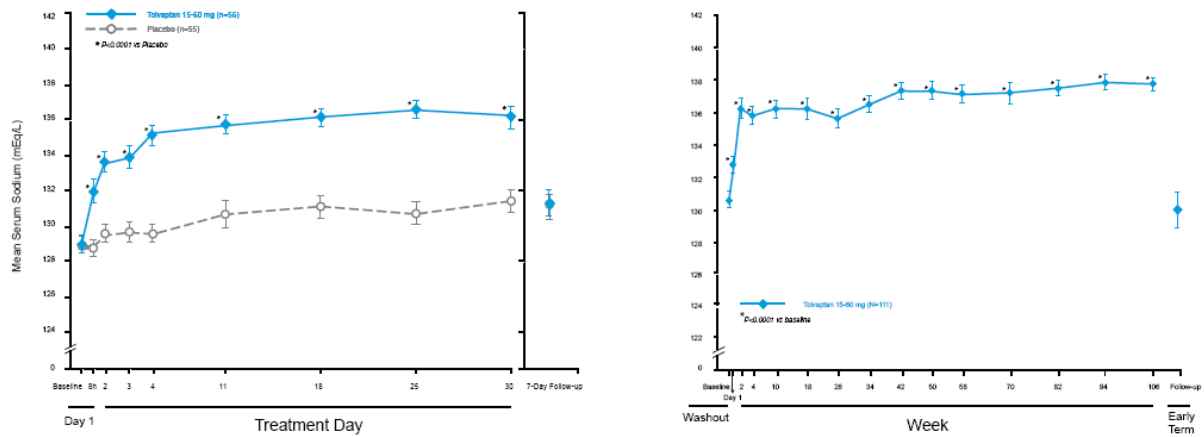 142
Tolvaptan 15-60 mg (n=56)
Placebo (n=55)
* P<0.0001 vs Placebo
140
138
136
134
132
130
128
126
124
0
Mean Serum Sodium (mEq/L)
* * * * * * * *
Baseline 8h 2 3 4 11 18 25 30 7-Day Follow-up
Day 1
Treatment Day
142
140
138
136
134
132
130
128
126
124
122
0
* * * * * * * * * * * * * *
Tolvaptan 15-60 mg (N=111)
* P<0.0001 vs baseline
Baseline 2 4 10 18 26 34 42 50 58 70 82 94 106 Follow-up
Day 1
Washout
Week
Early
Term